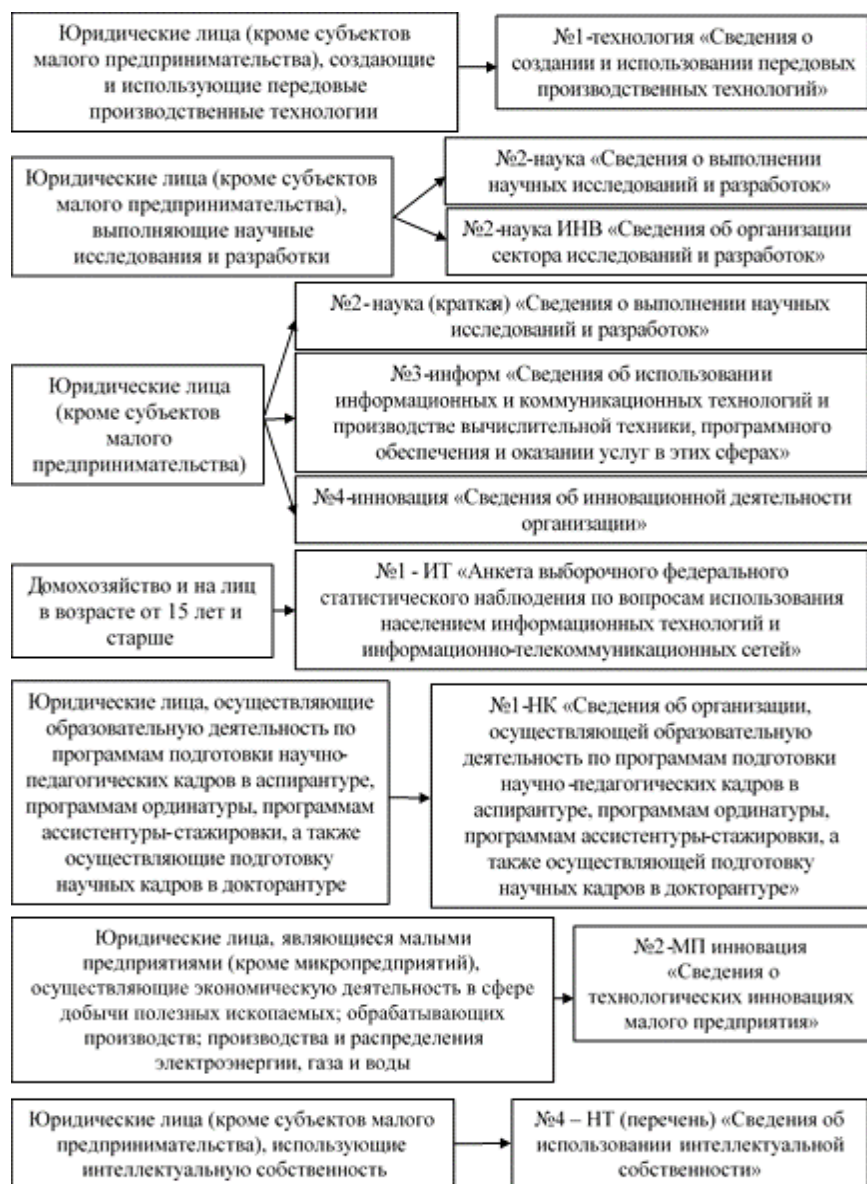 Юридические лица (кроме субъектов
малого предпринимательства), создающие
и использующие передовые
производственные технологии
№1-технология «Сведения о
создании и использовании передовых
производственных технологий»
Юридические лица (кроме субъектов
малого предпринимательства),
выполняющие научные
исследования и разработки
№2-наука «Сведения о выполнении
научных исследований и разработок»
№2-наука ИНВ «Сведения об организации
сектора исследований и разработок»
Юридические лица
(кроме субъектов
малого
предпринимательства)
№2- наука (краткая) «Сведения о выполнении научных
исследований и разработок»
№3-информ «Сведения об использовании
информационных и коммуникационных технологий и
производстве вычислительной техники, программного
обеспечения и оказании услуг в этих сферах»
№4-инновация «Сведения об инновационной деятельности
организации»
Домохозяйство и на лиц
в возрасте от 15 лет и
старше
№1 - ИТ «Анкета выборочного федерального
статистического наблюдения по вопросам использования
населением информационных технологий и
информационно-телекоммуникационных сетей»
Юридические лица, осуществляющие
образовательную деятельность по
программам подготовки научно-
педагогических кадров в аспирантуре,
программам ординатуры, программам
ассистентуры-стажировки, а также
осуществляющие подготовку
научных кадров в докторантуре
№1-НК «Сведения об организации,
осуществляющей образовательную
деятельность по программам подготовки
научно -педагогических кадров в
аспирантуре, программам ординатуры,
программам ассистентуры-стажировки, а
также осуществляющей подготовку
научных кадров в докторантуре»
Юридические лица, являющиеся малыми
предприятиями (кроме микропредприятий),
осуществляющие экономическую деятельность в сфере
добычи полезных ископаемых; обрабатывающих
производств; производства и распределения
электроэнергии, газа и воды
№2-МП инновация
«Сведения о
технологических инновациях
малого предприятия»
Юридические лица (кроме субъектов малого
предпринимательства), использующие
интеллектуальную собственность
№4 – НТ (перечень) «Сведения об
использовании интеллектуальной
собственности»